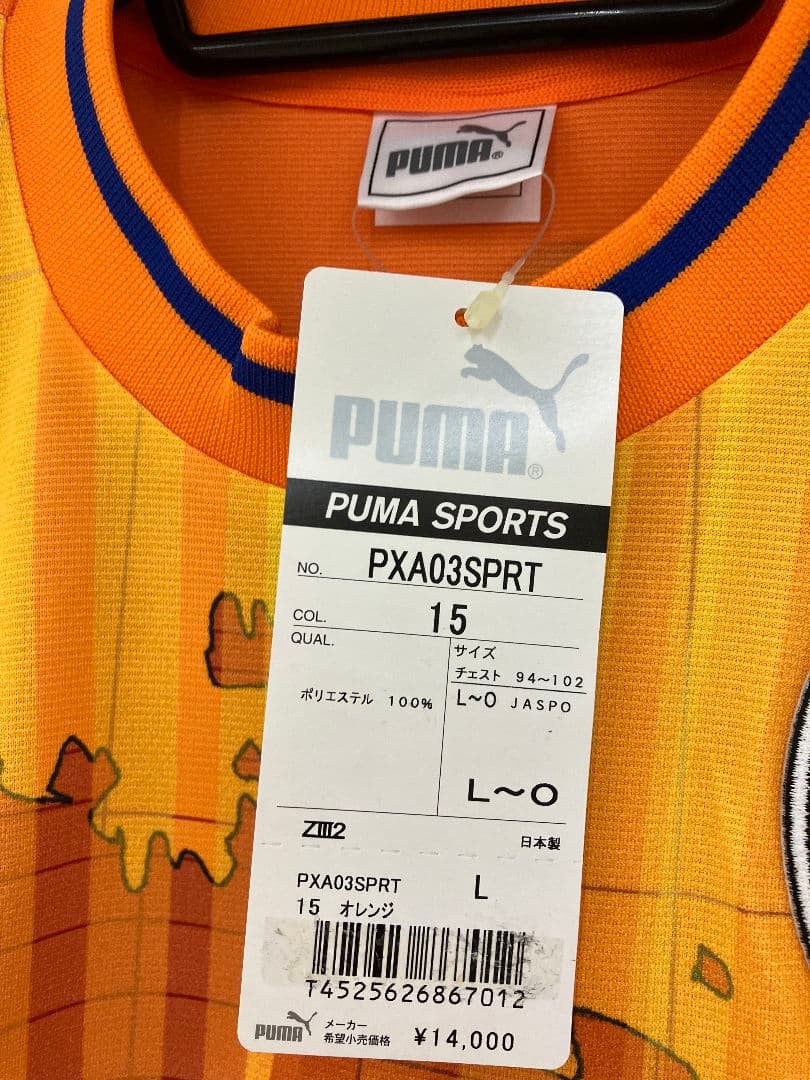 PUMA®
PUMA®
PUMA SPORTS
NO. PXA03SPRT
COL. 15
QUAL.
サイズ
チェスト 94～102
ポリエステル 100%
L～O JASPO
L～O
ZⅢ2
日本製
PXA03SPRT L
15 オレンジ
T4525626867012
PUMA メーカー
希望小売価格 ¥14,000